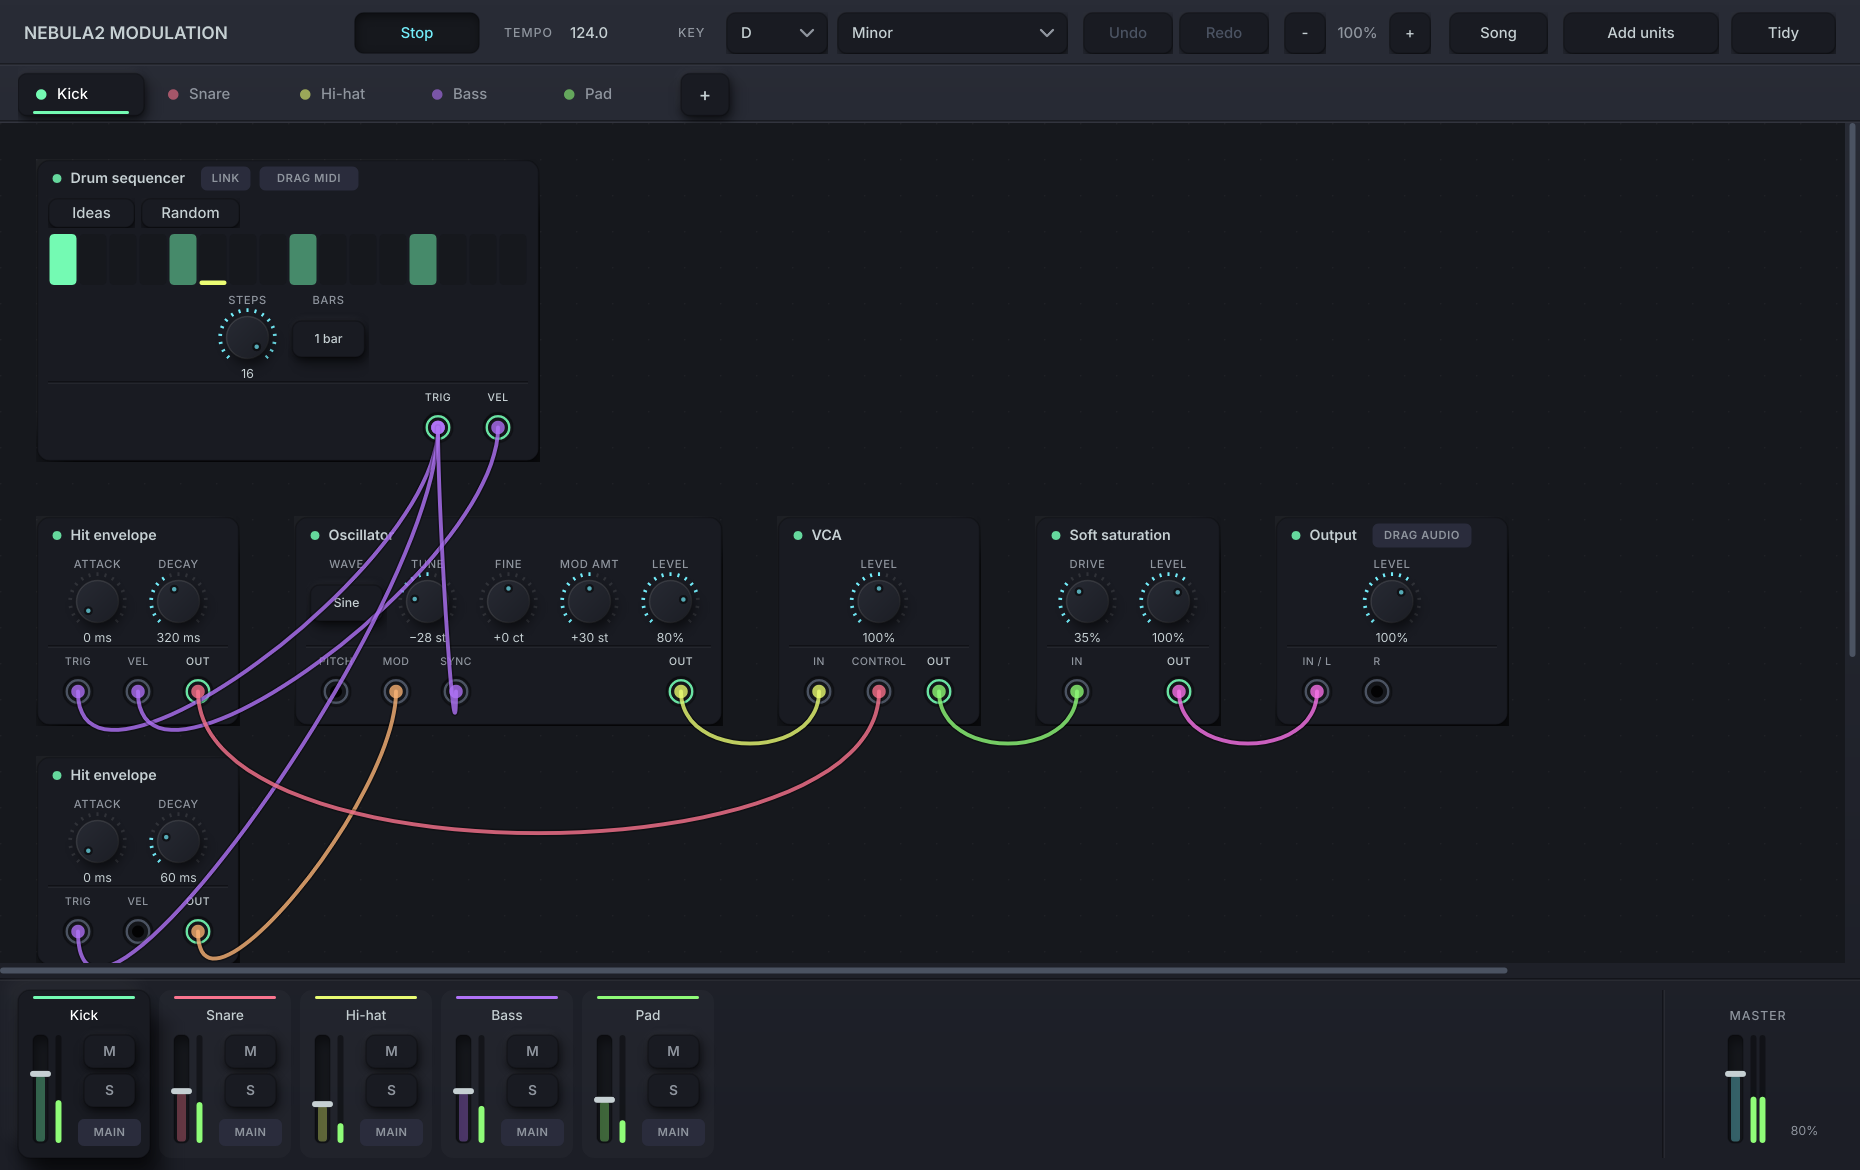 NEBULA2 MODULATION
Stop
TEMPO 124.0
KEY D Minor
Undo Redo
- 100% +
Song Add units Tidy
Kick Snare Hi-hat Bass Pad +
Drum sequencer LINK DRAG MIDI
Ideas Random
STEPS BARS
1 bar
16
TRIG VEL
Hit envelope
ATTACK DECAY
0 ms 320 ms
TRIG VEL OUT
Oscillator
WAVE TUNE FINE MOD AMT LEVEL
Sine
−28 st +0 ct +30 st 80%
PITCH MOD SYNC OUT
VCA
LEVEL
100%
IN CONTROL OUT
Soft saturation
DRIVE LEVEL
35% 100%
IN OUT
Output DRAG AUDIO
LEVEL
100%
IN / L R
Hit envelope
ATTACK DECAY
0 ms 60 ms
TRIG VEL OUT
Kick
M
S
MAIN
Snare
M
S
MAIN
Hi-hat
M
S
MAIN
Bass
M
S
MAIN
Pad
M
S
MAIN
MASTER
80%